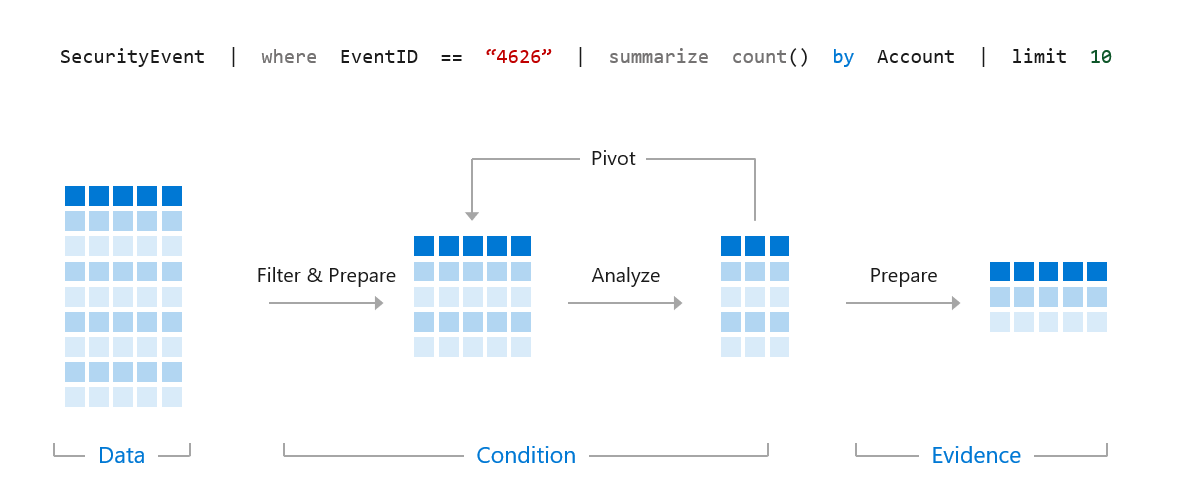 SecurityEvent | where EventID == “4626” | summarize count() by Account | limit 10
Pivot
Filter & Prepare
Analyze
Prepare
Data
Condition
Evidence